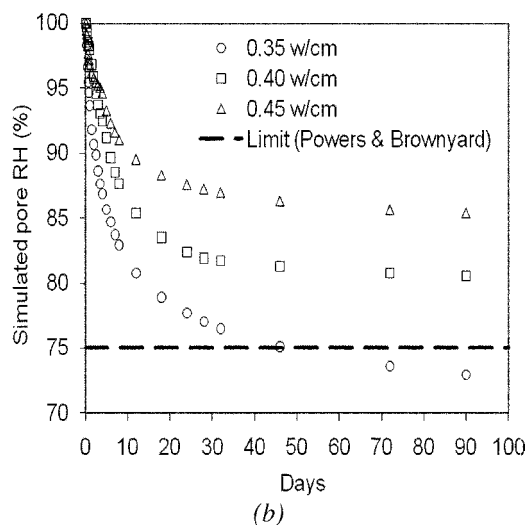 100
95
90
85
80
75
70
Simulated pore RH (%)
0.35 w/cm
0.40 w/cm
0.45 w/cm
Limit (Powers & Brownyard)
0 10 20 30 40 50 60 70 80 90 100
Days
(b)